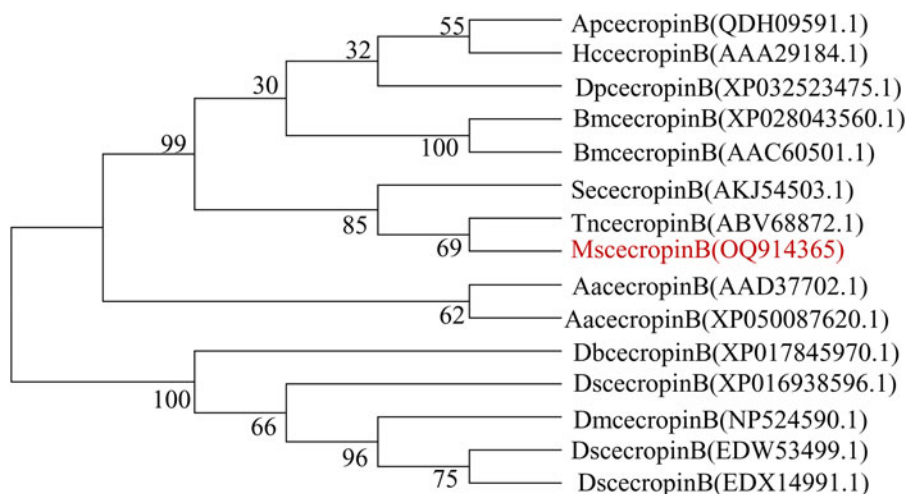 55
ApcecropinB(QDH09591.1)
HccecropinB(AAA29184.1)
32
DpcecropinB(XP032523475.1)
30
BmcecropinB(XP028043560.1)
100
BmcecropinB(AAC60501.1)
99
SececropinB(AKJ54503.1)
85
TncecropinB(ABV68872.1)
69
MscecropinB(OQ914365)
AacecropinB(AAD37702.1)
62
AacecropinB(XP050087620.1)
DbcecropinB(XP017845970.1)
100
DscecropinB(XP016938596.1)
66
DmcecropinB(NP524590.1)
96
DscecropinB(EDW53499.1)
75
DscecropinB(EDX14991.1)